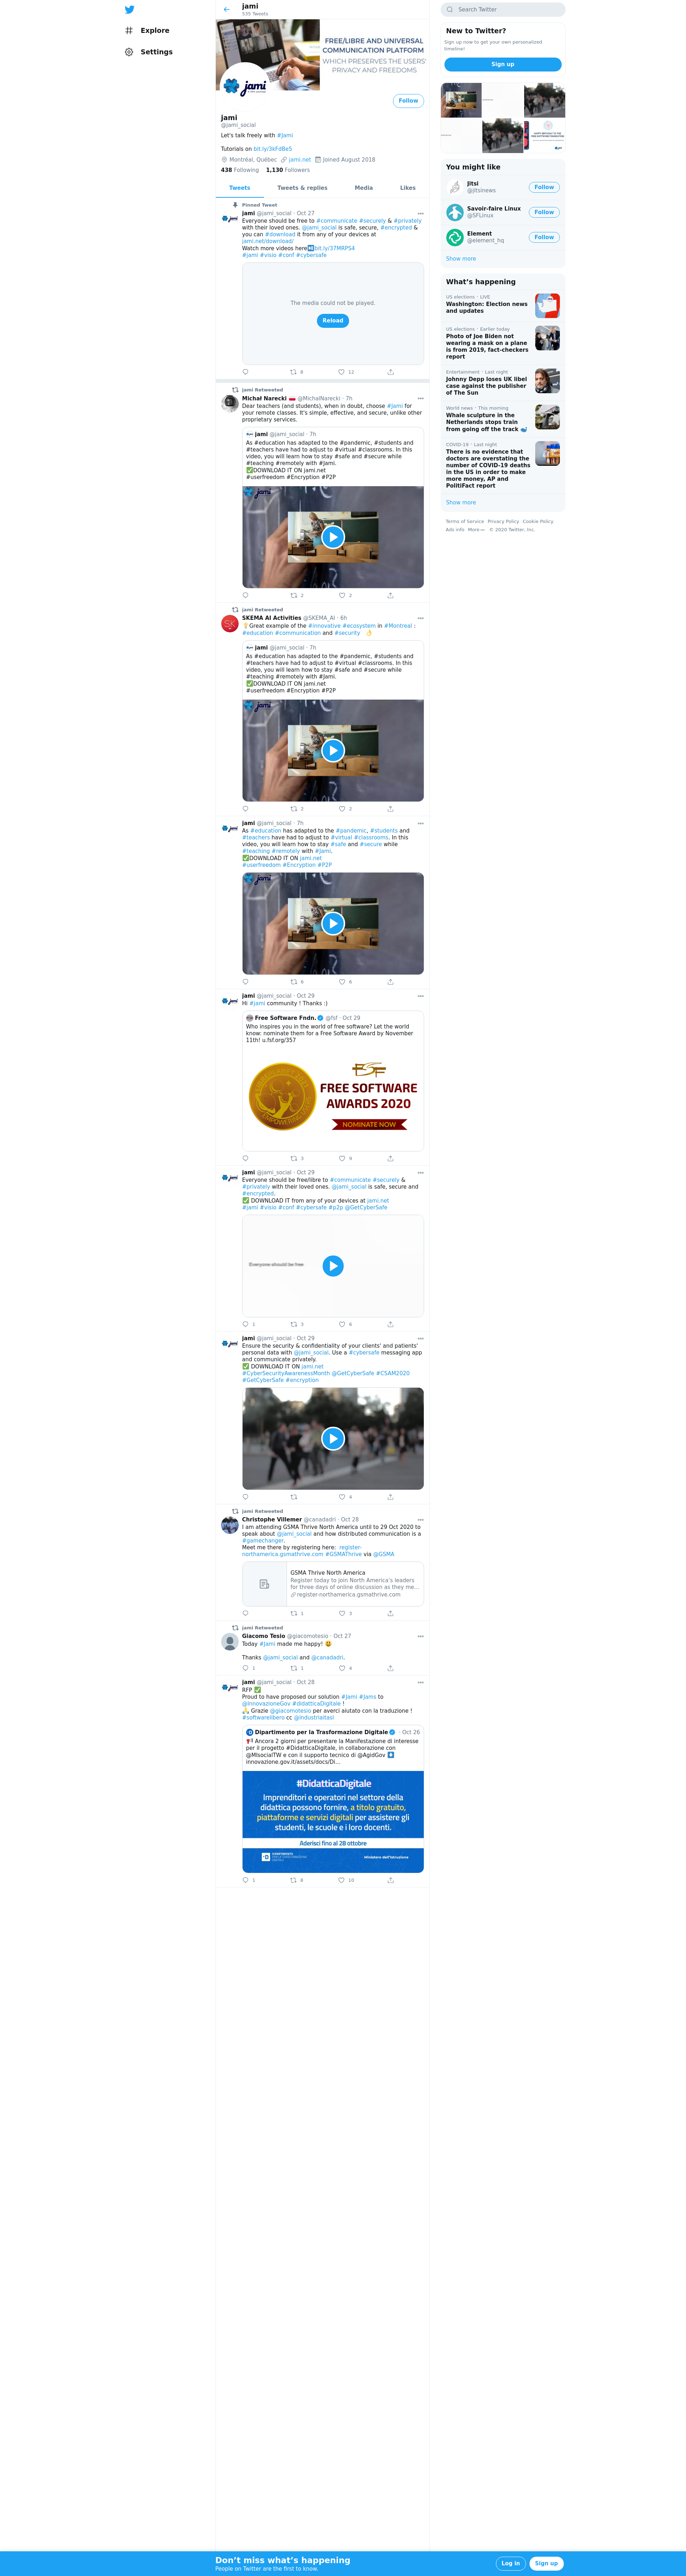 Explore
Settings
jami
535 Tweets
FREE/LIBRE AND UNIVERSAL
COMMUNICATION PLATFORM
WHICH PRESERVES THE USERS'
PRIVACY AND FREEDOMS
jami
Follow
jami
@jami_social
Let's talk freely with #Jami
Tutorials on bit.ly/3kFdBe5
Montréal, Québec jami.net Joined August 2018
438 Following 1,130 Followers
Tweets Tweets & replies Media Likes
Pinned Tweet
jami @jami_social · Oct 27
Everyone should be free to #communicate #securely & #privately
with their loved ones. @jami_social is safe, secure, #encrypted &
you can #download it from any of your devices at
jami.net/download/
Watch more videos here➡️bit.ly/37MRPS4
#jami #visio #conf #cybersafe
The media could not be played.
Reload
8 12
jami Retweeted
Michał Narecki 🇵🇱 @MichalNarecki · 7h
Dear teachers (and students), when in doubt, choose #Jami for
your remote classes. It's simple, effective, and secure, unlike other
proprietary services.
jami @jami_social · 7h
As #education has adapted to the #pandemic, #students and
#teachers have had to adjust to #virtual #classrooms. In this
video, you will learn how to stay #safe and #secure while
#teaching #remotely with #Jami.
✅DOWNLOAD IT ON jami.net
#userfreedom #Encryption #P2P
jami
2 2
jami Retweeted
SKEMA AI Activities @SKEMA_AI · 6h
💡Great example of the #innovative #ecosystem in #Montreal :
#education #communication and #security 👌
jami @jami_social · 7h
As #education has adapted to the #pandemic, #students and
#teachers have had to adjust to #virtual #classrooms. In this
video, you will learn how to stay #safe and #secure while
#teaching #remotely with #Jami.
✅DOWNLOAD IT ON jami.net
#userfreedom #Encryption #P2P
jami
2 2
jami @jami_social · 7h
As #education has adapted to the #pandemic, #students and
#teachers have had to adjust to #virtual #classrooms. In this
video, you will learn how to stay #safe and #secure while
#teaching #remotely with #Jami.
✅DOWNLOAD IT ON jami.net
#userfreedom #Encryption #P2P
jami
6 6
jami @jami_social · Oct 29
Hi #jami community ! Thanks :)
Free Software Fndn. @fsf · Oct 29
Who inspires you in the world of free software? Let the world
know: nominate them for a Free Software Award by November
11th! u.fsf.org/357
FSF
FREE SOFTWARE
AWARDS 2020
NOMINATE NOW
3 9
jami @jami_social · Oct 29
Everyone should be free/libre to #communicate #securely &
#privately with their loved ones. @jami_social is safe, secure and
#encrypted.
✅ DOWNLOAD IT from any of your devices at jami.net
#jami #visio #conf #cybersafe #p2p @GetCyberSafe
Everyone should be free
1 3 6
jami @jami_social · Oct 29
Ensure the security & confidentiality of your clients' and patients'
personal data with @jami_social. Use a #cybersafe messaging app
and communicate privately.
✅ DOWNLOAD IT ON jami.net
#CyberSecurityAwarenessMonth @GetCyberSafe #CSAM2020
#GetCyberSafe #encryption
4
jami Retweeted
Christophe Villemer @canadadri · Oct 28
I am attending GSMA Thrive North America until to 29 Oct 2020 to
speak about @jami_social and how distributed communication is a
#gamechanger.
Meet me there by registering here: register-
northamerica.gsmathrive.com #GSMAThrive via @GSMA
GSMA Thrive North America
Register today to join North America's leaders
for three days of online discussion as they me...
register-northamerica.gsmathrive.com
1 3
jami Retweeted
Giacomo Tesio @giacomotesio · Oct 27
Today #Jami made me happy! 😃
Thanks @jami_social and @canadadri.
1 1 4
jami @jami_social · Oct 28
RFP ✅
Proud to have proposed our solution #Jami #Jams to
@InnovazioneGov #didatticaDigitale !
🙏 Grazie @giacomotesio per averci aiutato con la traduzione !
#softwarelibero cc @industriaitasl
Dipartimento per la Trasformazione Digitale · Oct 26
Ancora 2 giorni per presentare la Manifestazione di interesse
per il progetto #DidatticaDigitale, in collaborazione con
@MIsocialTW e con il supporto tecnico di @AgidGov
innovazione.gov.it/assets/docs/Di...
#DidatticaDigitale
Imprenditori e operatori nel settore della
didattica possono fornire, a titolo gratuito,
piattaforme e servizi digitali per assistere gli
studenti, le scuole e i loro docenti.
Aderisci fino al 28 ottobre
Ministero dell'Istruzione
1 8 10
Search Twitter
New to Twitter?
Sign up now to get your own personalized
timeline!
Sign up
You might like
Jitsi
@jitsinews
Follow
Savoir-faire Linux
@SFLinux
Follow
Element
@element_hq
Follow
Show more
What's happening
US elections · LIVE
Washington: Election news
and updates
US elections · Earlier today
Photo of Joe Biden not
wearing a mask on a plane
is from 2019, fact-checkers
report
Entertainment · Last night
Johnny Depp loses UK libel
case against the publisher
of The Sun
World news · This morning
Whale sculpture in the
Netherlands stops train
from going off the track 🐋
COVID-19 · Last night
There is no evidence that
doctors are overstating the
number of COVID-19 deaths
in the US in order to make
more money, AP and
PolitiFact report
Show more
Terms of Service Privacy Policy Cookie Policy
Ads info More ··· © 2020 Twitter, Inc.
Don't miss what's happening
People on Twitter are the first to know.
Log in Sign up